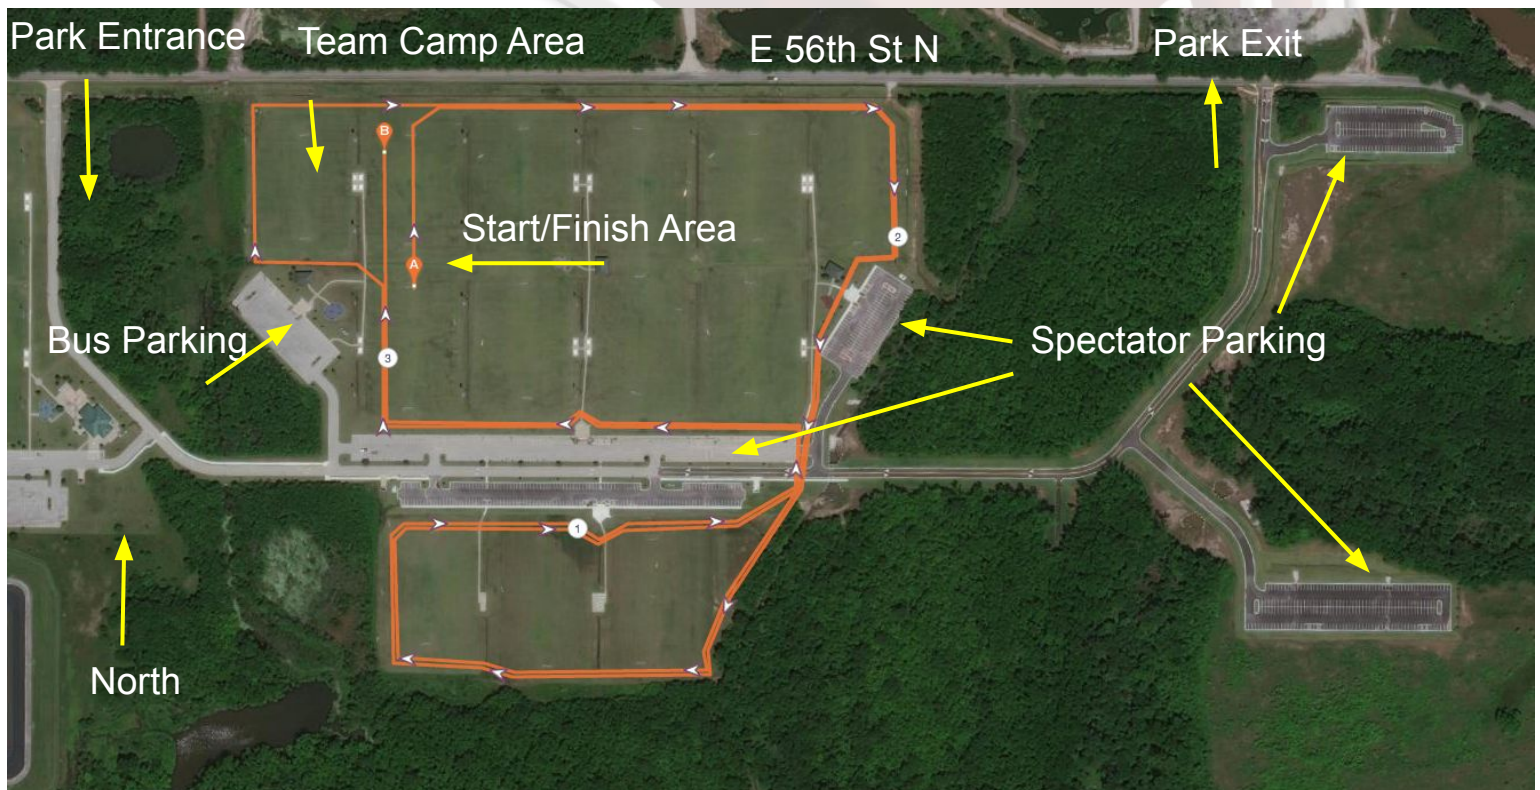 Park Entrance
Team Camp Area
E 56th St N
Park Exit
B
A
Start/Finish Area
2
Bus Parking
3
Spectator Parking
1
North